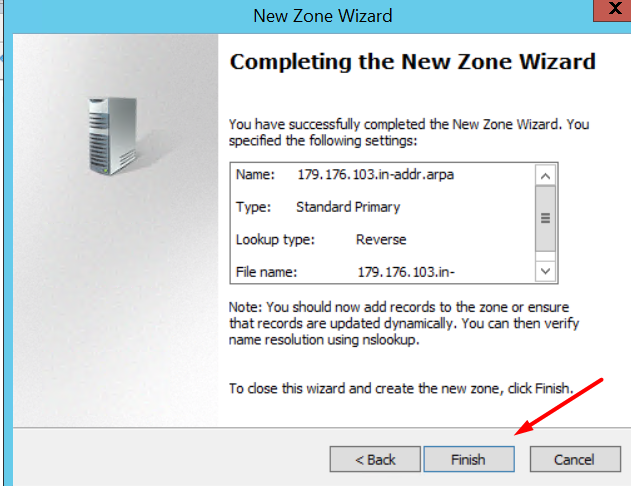 New Zone Wizard
X
Completing the New Zone Wizard
You have successfully completed the New Zone Wizard. You
specified the following settings:
Name: 179.176.103.in-addr.arpa
Type: Standard Primary
Lookup type: Reverse
File name: 179.176.103.in-
Note: You should now add records to the zone or ensure
that records are updated dynamically. You can then verify
name resolution using nslookup.
To close this wizard and create the new zone, click Finish.
< Back Finish Cancel